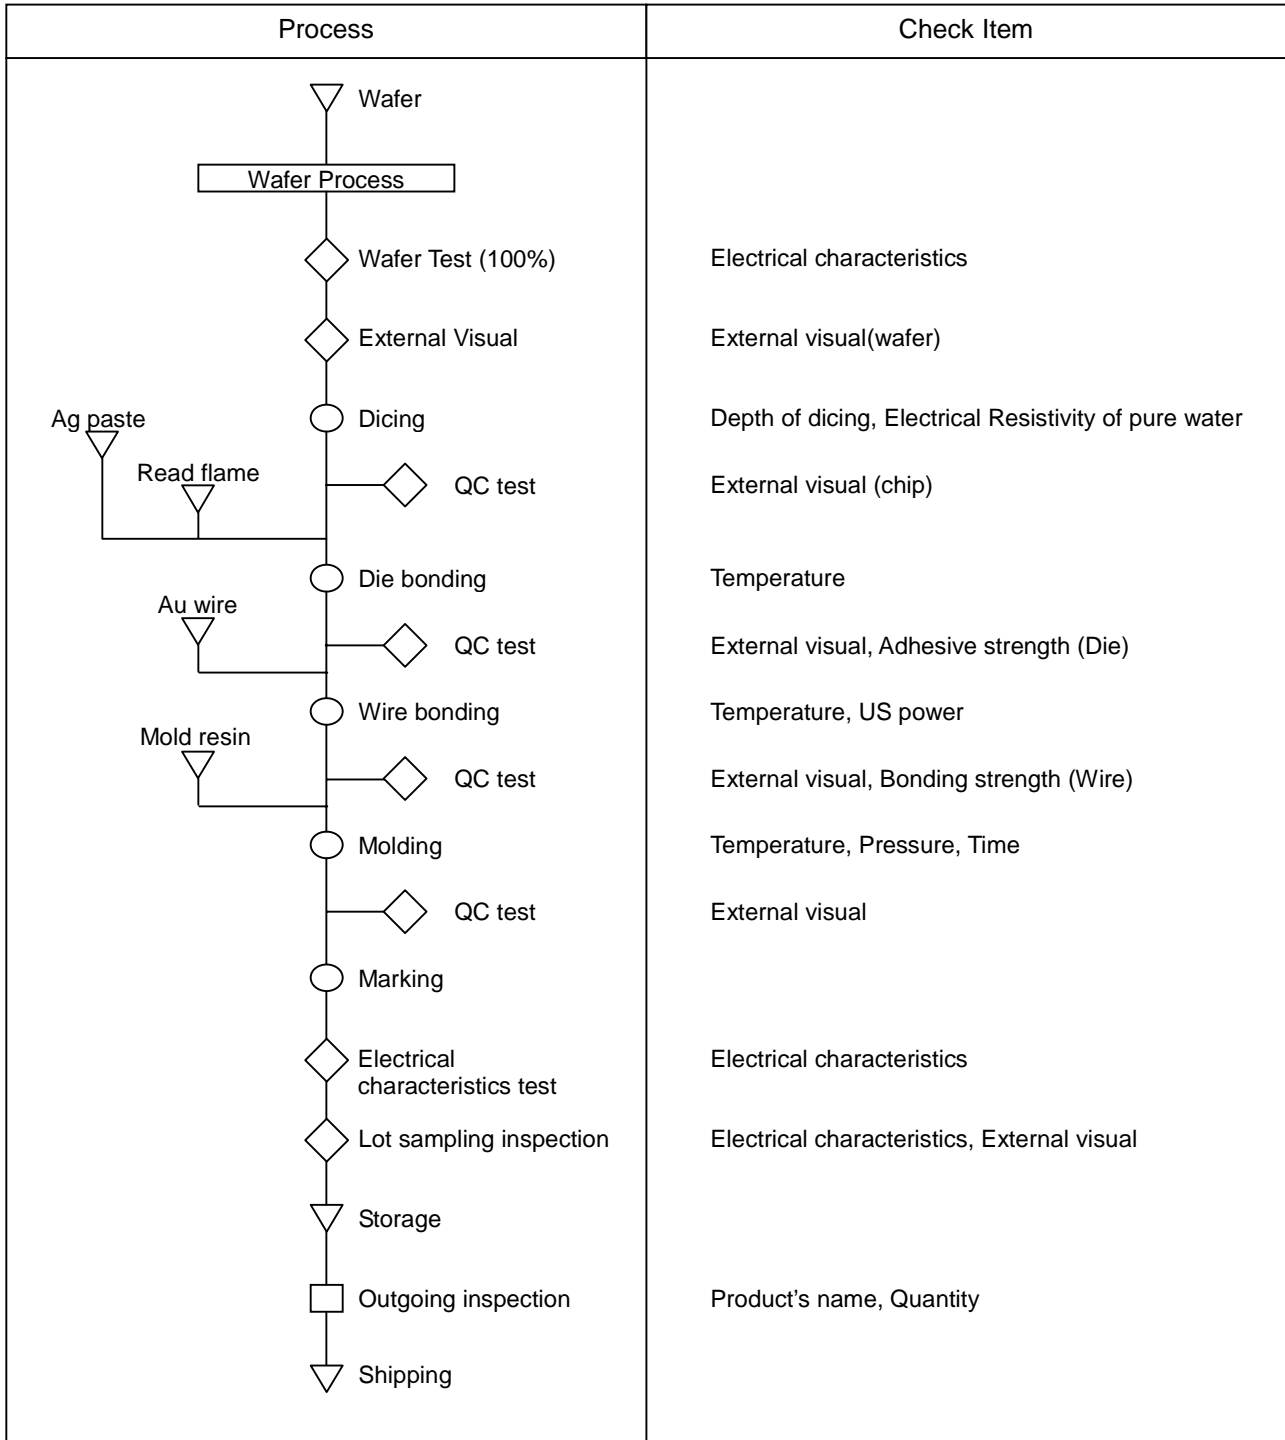 Process
Check Item
Wafer
Wafer Process
Wafer Test (100%)
Electrical characteristics
External Visual
External visual(wafer)
Ag paste
Dicing
Depth of dicing, Electrical Resistivity of pure water
Read flame
QC test
External visual (chip)
Die bonding
Temperature
Au wire
QC test
External visual, Adhesive strength (Die)
Wire bonding
Temperature, US power
Mold resin
QC test
External visual, Bonding strength (Wire)
Molding
Temperature, Pressure, Time
QC test
External visual
Marking
Electrical
characteristics test
Electrical characteristics
Lot sampling inspection
Electrical characteristics, External visual
Storage
Outgoing inspection
Product's name, Quantity
Shipping